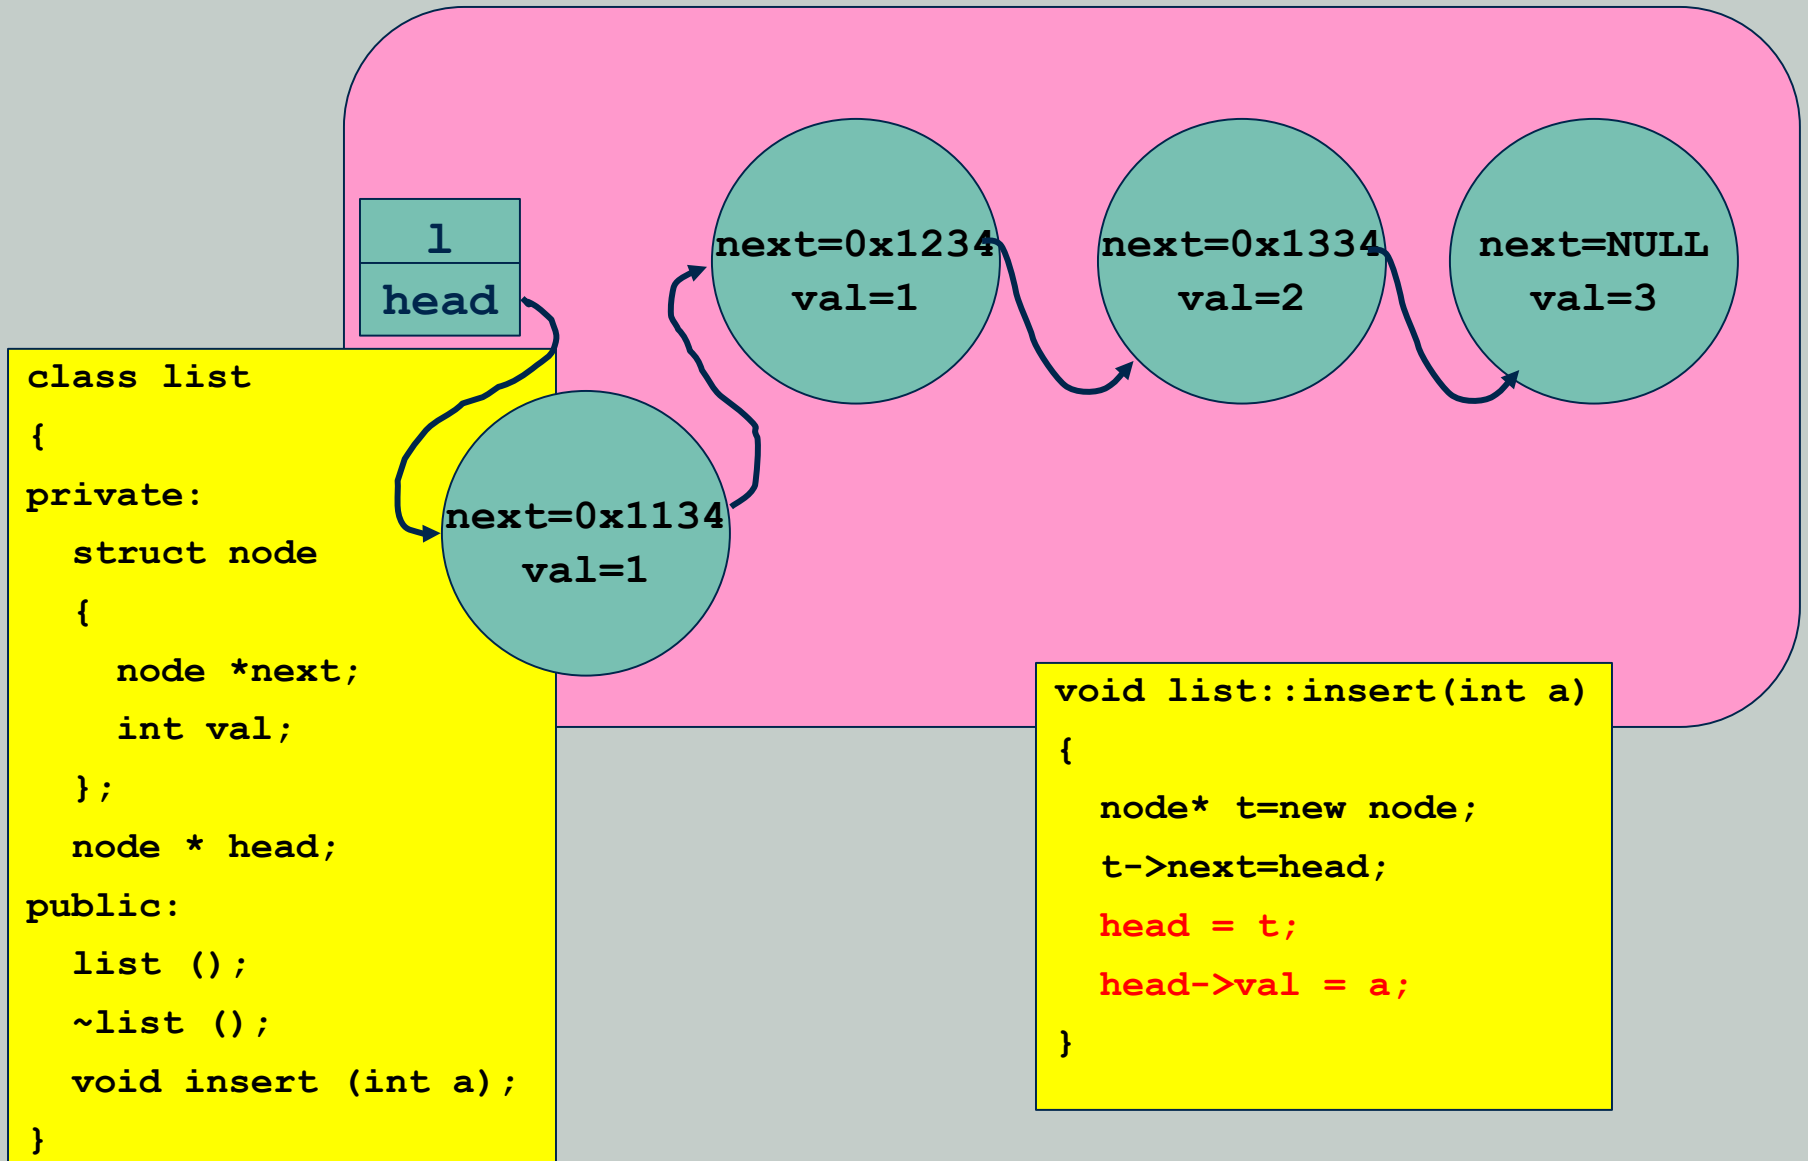 l
head
next=0x1234
val=1
next=0x1334
val=2
next=NULL
val=3
next=0x1134
val=1
class list
{
private:
  struct node
  {
    node *next;
    int val;
  };
  node * head;
public:
  list ();
  ~list ();
  void insert (int a);
}
void list::insert(int a)
{
  node* t=new node;
  t->next=head;
  head = t;
  head->val = a;
}